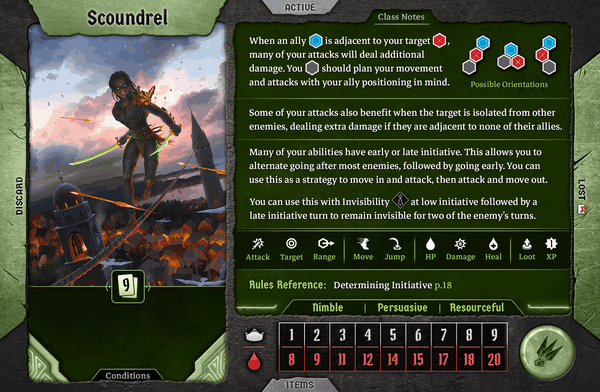 ACTIVE
Scoundrel
Class Notes
When an ally is adjacent to your target ,
many of your attacks will deal additional
damage. You should plan your movement
and attacks with your ally positioning in mind.
Possible Orientations
Some of your attacks also benefit when the target is isolated from other
enemies, dealing extra damage if they are adjacent to none of their allies.
Many of your abilities have early or late initiative. This allows you to
alternate going after most enemies, followed by going early. You can
use this as a strategy to move in and attack, then attack and move out.
You can use this with Invisibility at low initiative followed by a
late initiative turn to remain invisible for two of the enemy's turns.
DISCARD
LOST
9
Attack Target Range Move Jump HP Damage Heal Loot XP
Rules Reference: Determining Initiative p.18
Nimble | Persuasive | Resourceful
1 2 3 4 5 6 7 8 9
8 9 11 12 14 15 17 18 20
Conditions
ITEMS